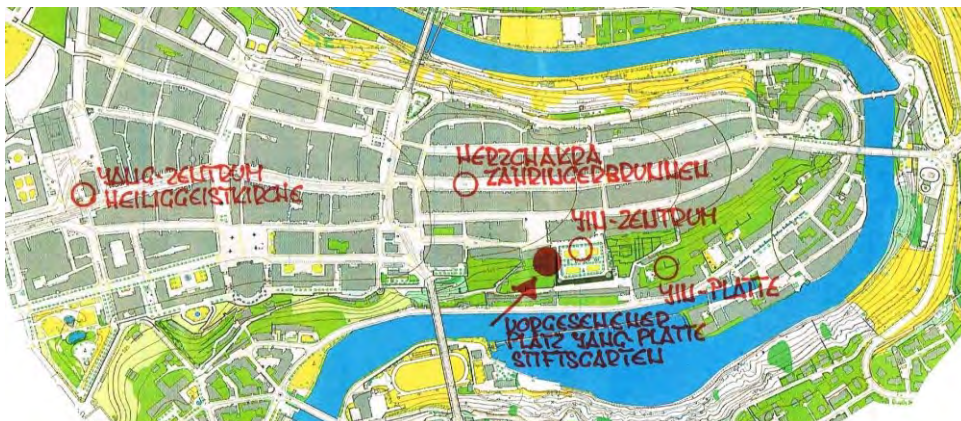 YANG-ZENTRUM
HEILIGGEISTKIRCHE
HERZCHAKRA
ZÄHRINGERBRUNNEN
YIN-ZENTRUM
YIN-PLATTE
VORGESEHENER
PLATZ YANG-PLATTE
STIFTSGARTEN